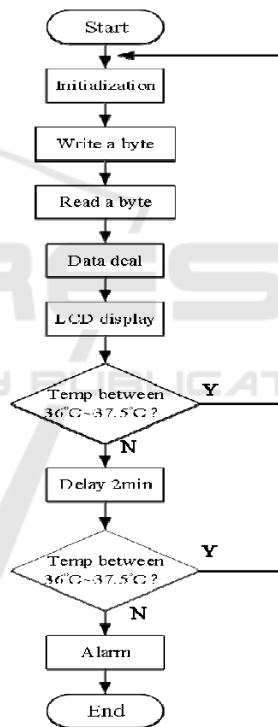 Start
Initialization
Write a byte
Read a byte
Data deal
LCD display
Temp between
36°C~37.5°C?
Y
N
Delay 2min
Temp between
36°C~37.5°C?
Y
N
Alarm
End